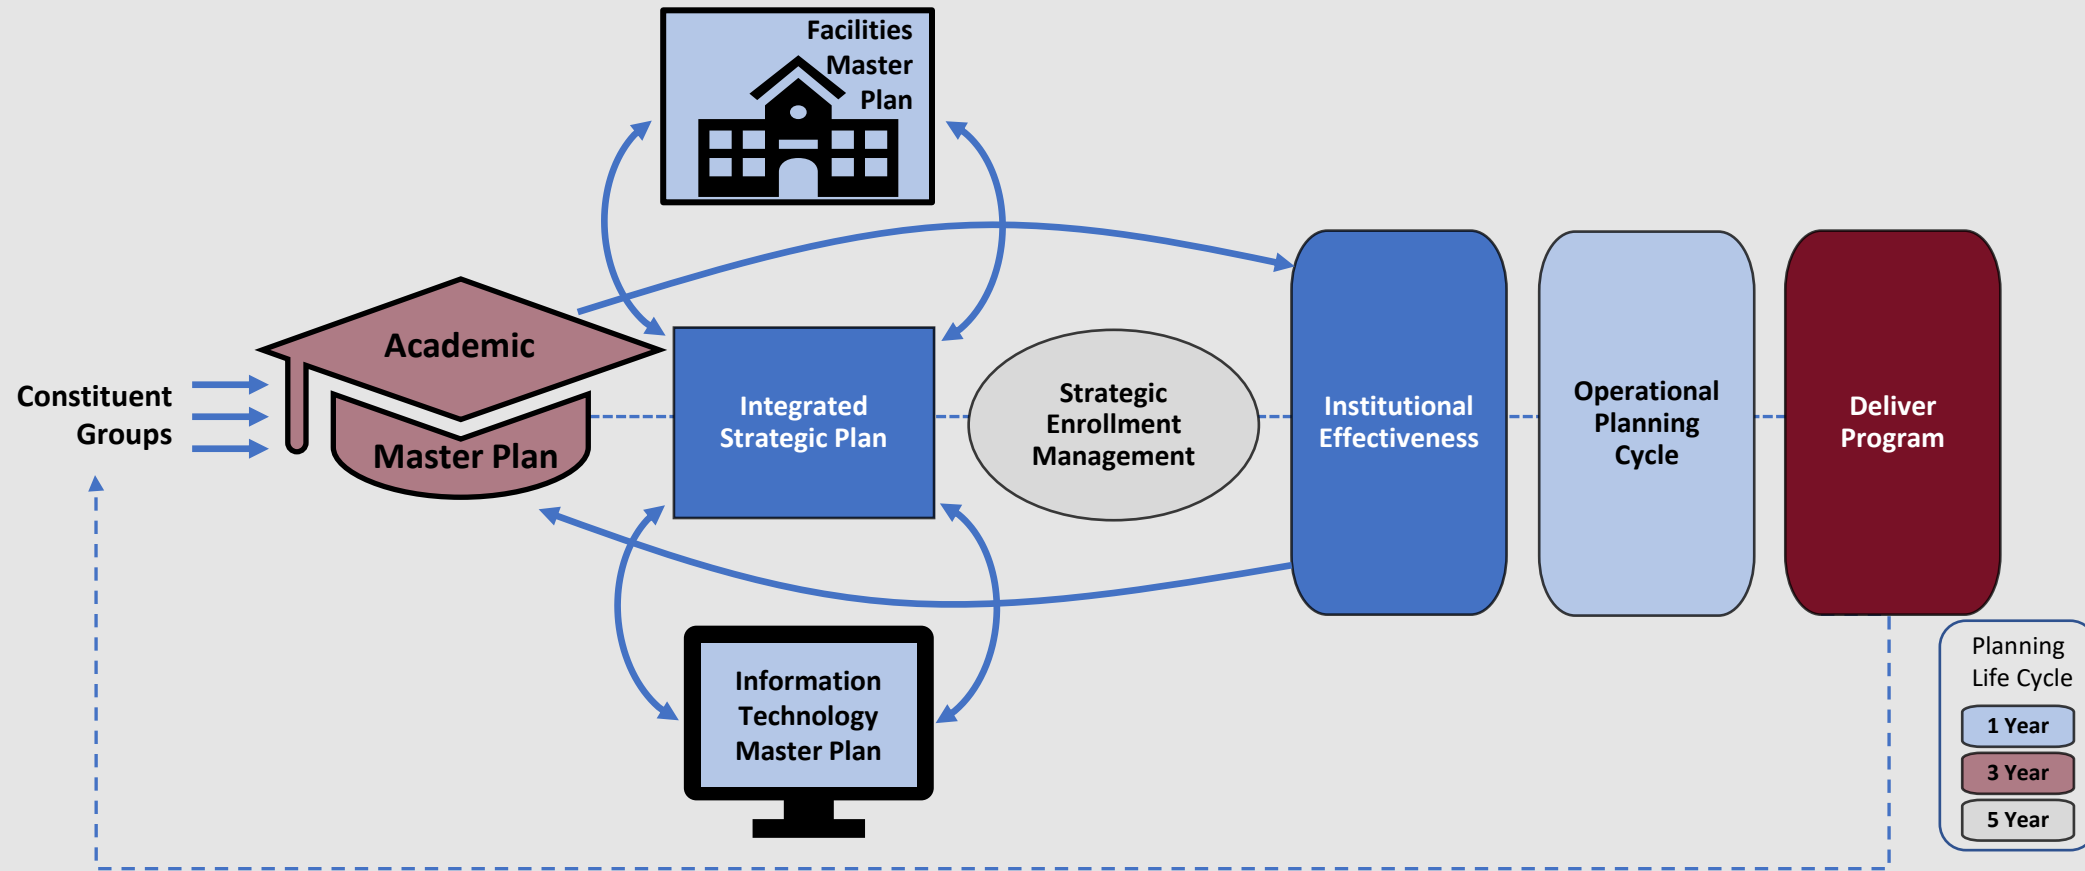 Facilities
Master
Plan
Constituent
Groups
Academic
Master Plan
Integrated
Strategic Plan
Strategic
Enrollment
Management
Institutional
Effectiveness
Operational
Planning
Cycle
Deliver
Program
Information
Technology
Master Plan
Planning
Life Cycle
1 Year
3 Year
5 Year